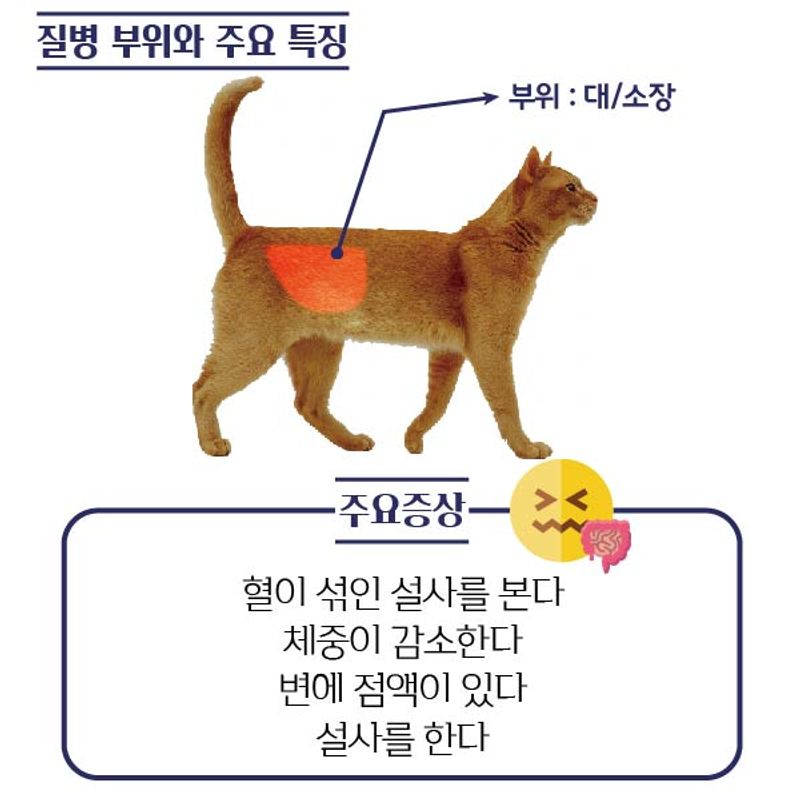 질병 부위와 주요 특징
부위 : 대/소장
주요증상
혈이 섞인 설사를 본다
체중이 감소한다
변에 점액이 있다
설사를 한다